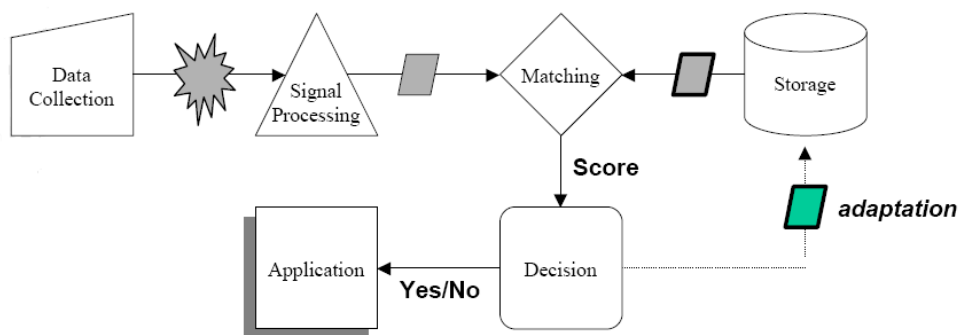 Data
Collection
Signal
Processing
Matching
Storage
Score
adaptation
Application
Yes/No
Decision